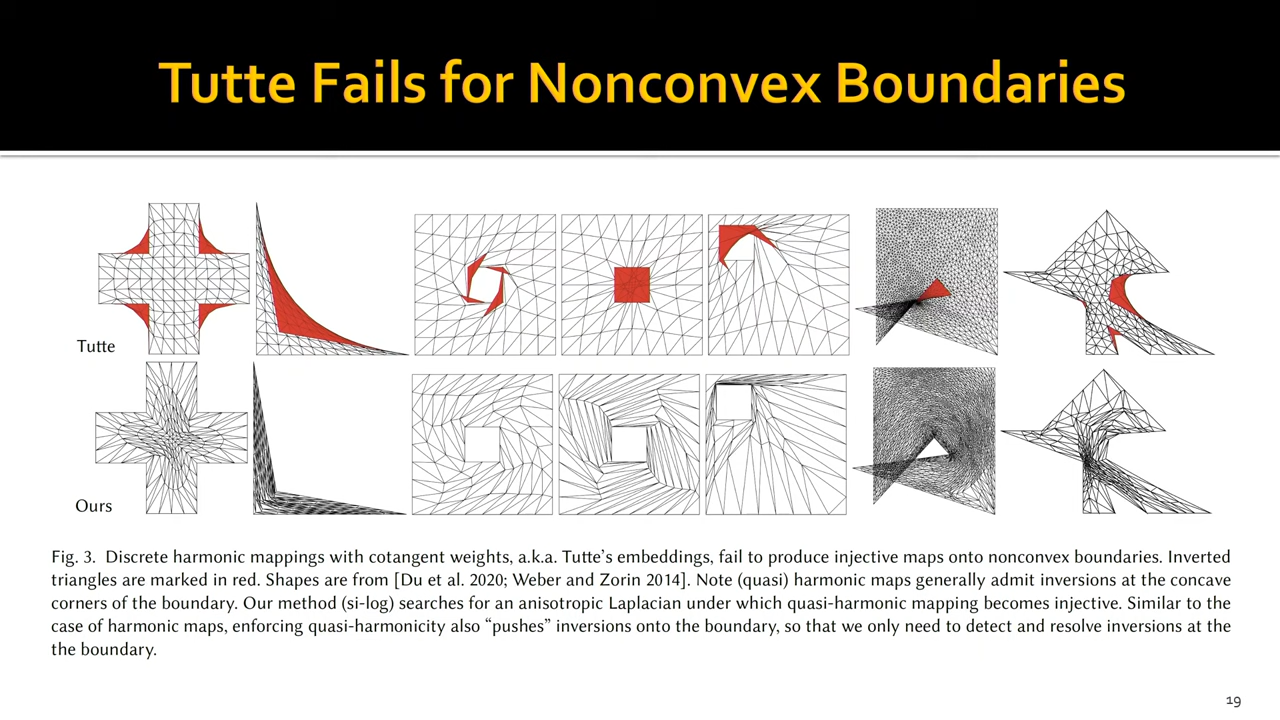 Tutte Fails for Nonconvex Boundaries
Tutte
Ours
Fig. 3. Discrete harmonic mappings with cotangent weights, a.k.a. Tutte's embeddings, fail to produce injective maps onto nonconvex boundaries. Inverted
triangles are marked in red. Shapes are from [Du et al. 2020; Weber and Zorin 2014]. Note (quasi) harmonic maps generally admit inversions at the concave
corners of the boundary. Our method (si-log) searches for an anisotropic Laplacian under which quasi-harmonic mapping becomes injective. Similar to the
case of harmonic maps, enforcing quasi-harmonicity also “pushes” inversions onto the boundary, so that we only need to detect and resolve inversions at the
the boundary.
19